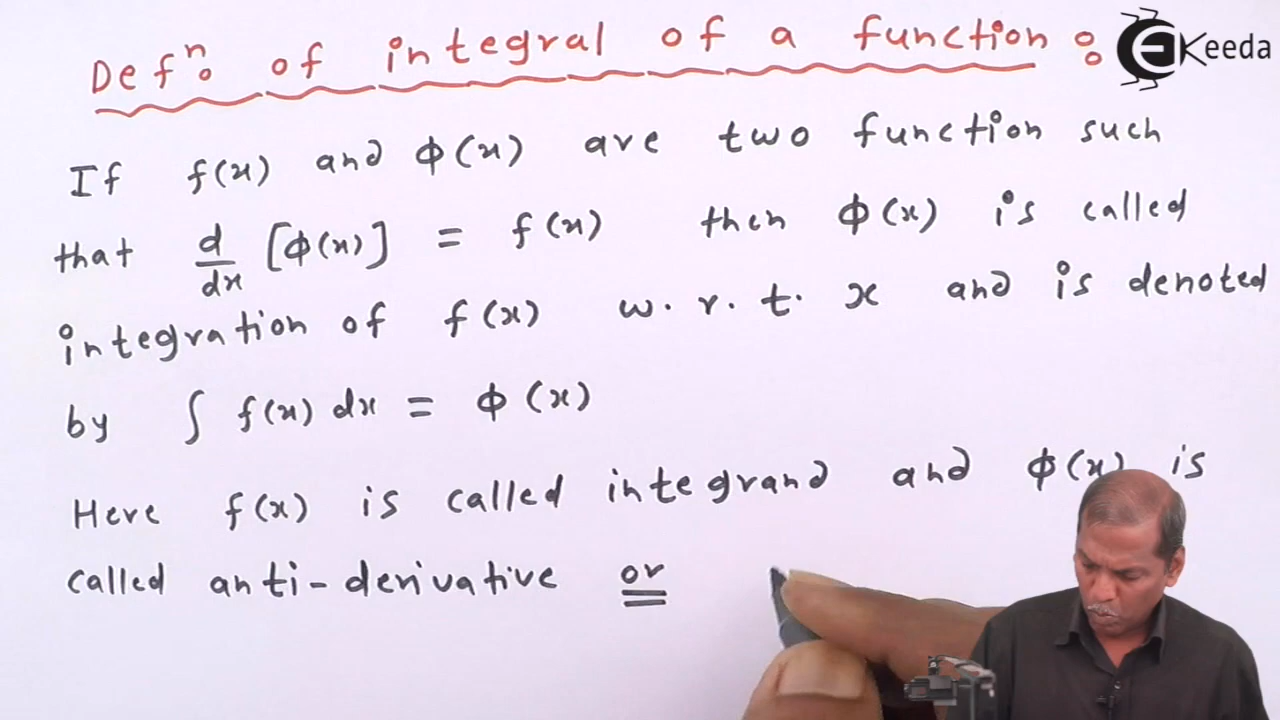 Defⁿ. of integral of a function :
Ekeeda
If f(x) and ϕ(x) are two function such
that d/dx [ϕ(x)] = f(x) then ϕ(x) is called
integration of f(x) w.r.t. x and is denoted
by ∫ f(x) dx = ϕ(x)
Here f(x) is called integrand and ϕ(x) is
called anti-derivative or